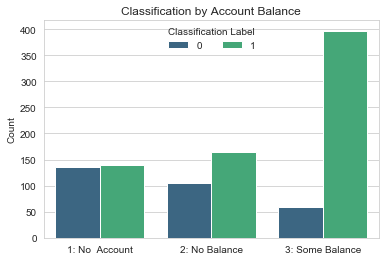 Classification by Account Balance
Classification Label
0 1
Count
400
350
300
250
200
150
100
50
0
1: No  Account 2: No Balance 3: Some Balance